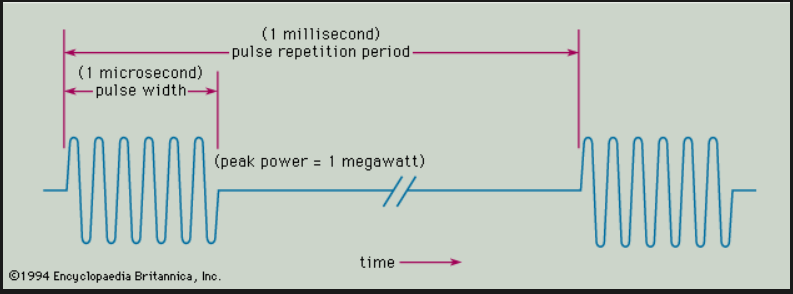 (1 millisecond)
pulse repetition period
(1 microsecond)
pulse width
(peak power = 1 megawatt)
time
©1994 Encyclopaedia Britannica, Inc.